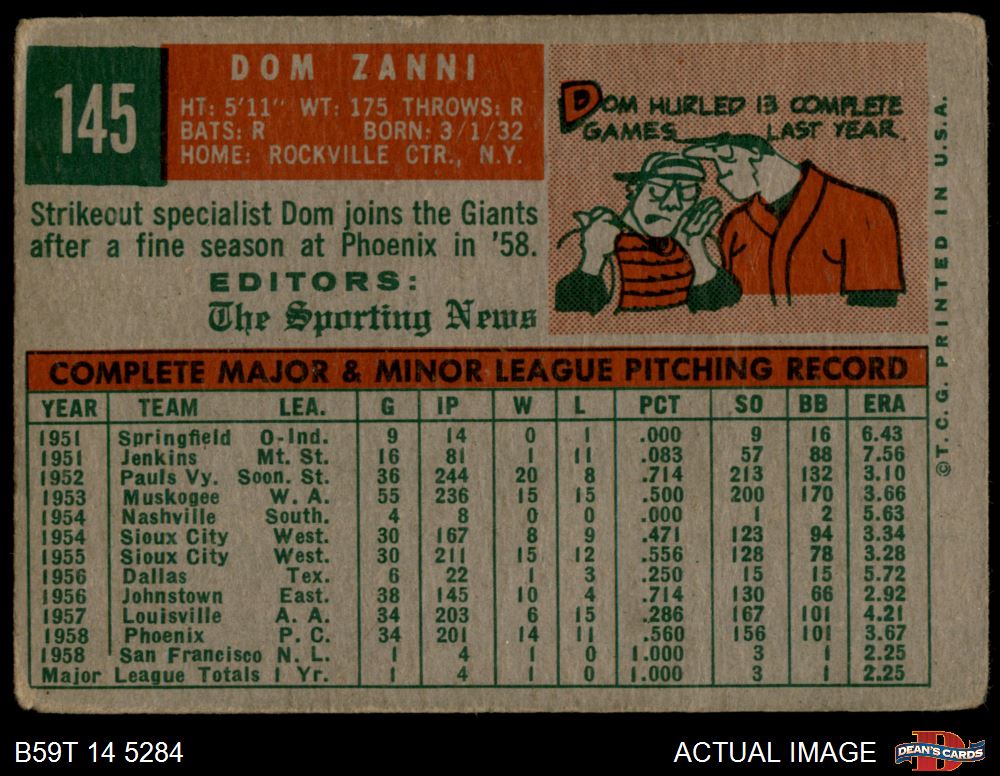 145
DOM ZANNI
HT: 5'11" WT: 175 THROWS: R
BATS: R BORN: 3/1/32
HOME: ROCKVILLE CTR., N.Y.
DOM HURLED 13 COMPLETE
GAMES LAST YEAR.
Strikeout specialist Dom joins the Giants
after a fine season at Phoenix in '58.
EDITORS:
The Sporting News
COMPLETE MAJOR & MINOR LEAGUE PITCHING RECORD
YEAR TEAM LEA. G IP W L PCT SO BB ERA
1951 Springfield O-Ind. 9 14 0 1 .000 9 16 6.43
1951 Jenkins Mt. St. 16 81 1 11 .083 57 88 7.56
1952 Pauls Vy. Soon. St. 36 244 20 8 .714 213 132 3.10
1953 Muskogee W. A. 55 236 15 15 .500 200 170 3.66
1954 Nashville South. 4 8 0 0 .000 1 2 5.63
1954 Sioux City West. 30 167 8 9 .471 123 94 3.34
1955 Sioux City West. 30 211 15 12 .556 128 78 3.28
1956 Dallas Tex. 6 22 1 3 .250 15 15 5.72
1956 Johnstown East. 38 145 10 4 .714 130 66 2.92
1957 Louisville A. A. 34 203 6 15 .286 167 101 4.21
1958 Phoenix P. C. 34 201 14 11 .560 156 101 3.67
1958 San Francisco N. L. 1 4 1 0 1.000 3 1 2.25
Major League Totals 1 Yr. 1 4 1 0 1.000 3 1 2.25
© T. C. G. PRINTED IN U.S.A.
B59T 14 5284
ACTUAL IMAGE
D
DEAN'S CARDS